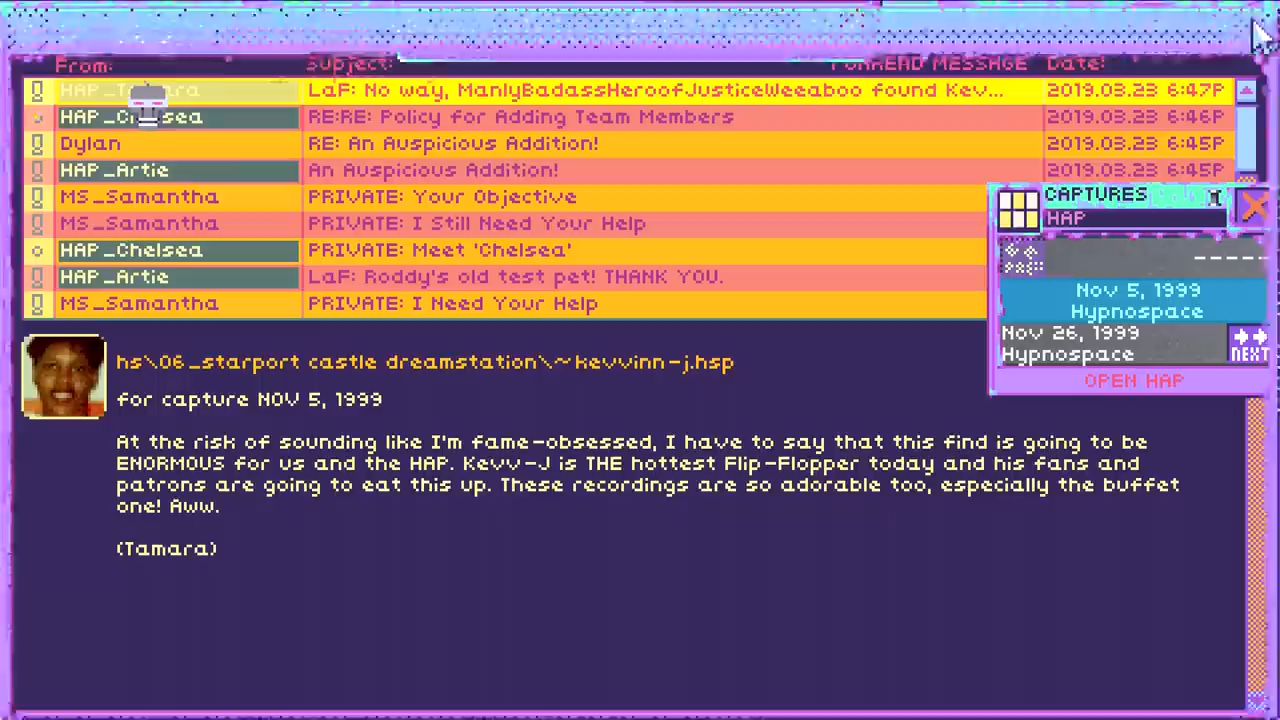 From: Subject: FORREAD MESSAGE Date:
LaF: No way, ManlyBadassHeroofJusticeWeeaboo found Kev... 2019.03.23 6:47P
RE:RE: Policy for Adding Team Members 2019.03.23 6:46P
Dylan RE: An Auspicious Addition! 2019.03.23 6:45P
HAP_Artie An Auspicious Addition! 2019.03.23 6:45P
MS_Samantha PRIVATE: Your Objective
MS_Samantha PRIVATE: I Still Need Your Help
HAP_Chelsea PRIVATE: Meet 'Chelsea'
HAP_Artie LaF: Roddy's old test pet! THANK YOU.
MS_Samantha PRIVATE: I Need Your Help
CAPTURES
HAP
-----
Nov 5, 1999
Hypnospace
Nov 26, 1999
Hypnospace
NEXT
OPEN HAP
hs\06_starport castle dreamstation\~kevvinn-j.hsp
for capture NOV 5, 1999
At the risk of sounding like I'm fame-obsessed, I have to say that this find is going to be
ENORMOUS for us and the HAP. Kevv-J is THE hottest Flip-Flopper today and his fans and
patrons are going to eat this up. These recordings are so adorable too, especially the buffet
one! Aww.
(Tamara)